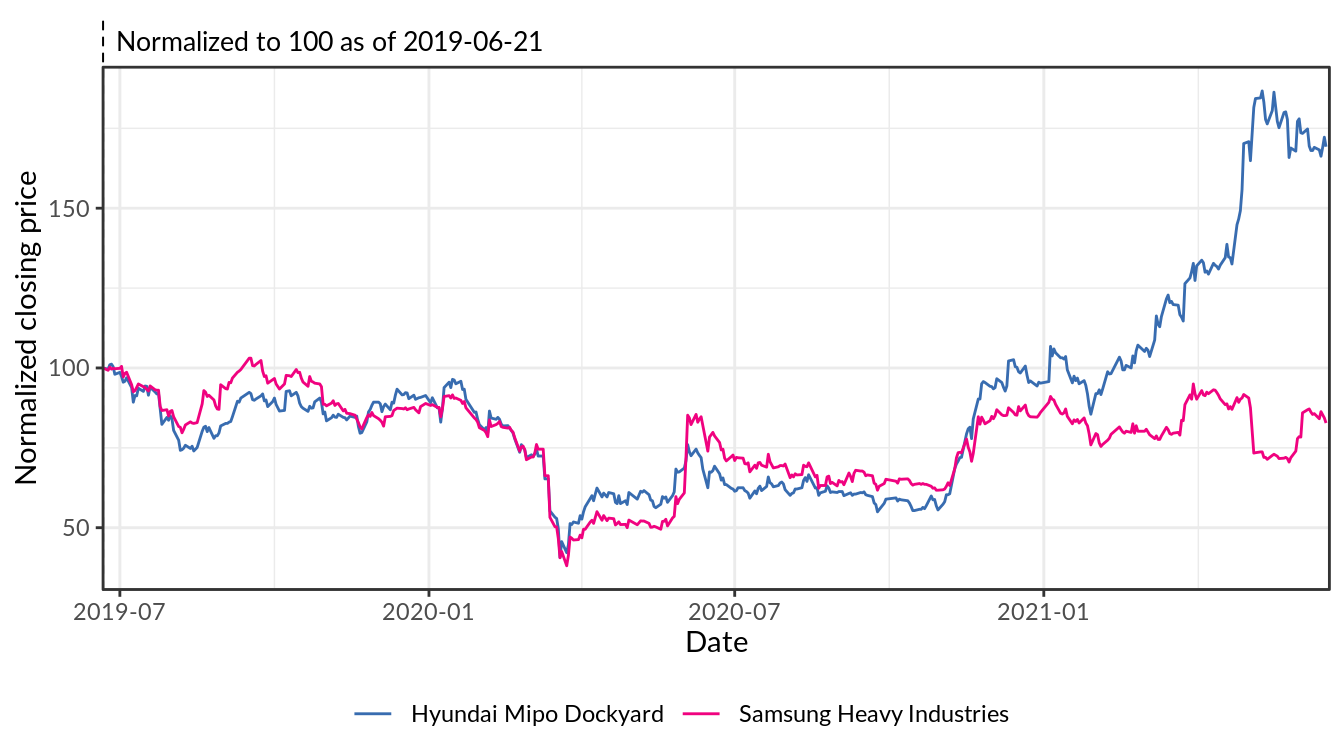 Normalized to 100 as of 2019-06-21
Normalized closing price
150
100
50
2019-07
2020-01
2020-07
2021-01
Date
Hyundai Mipo Dockyard
Samsung Heavy Industries